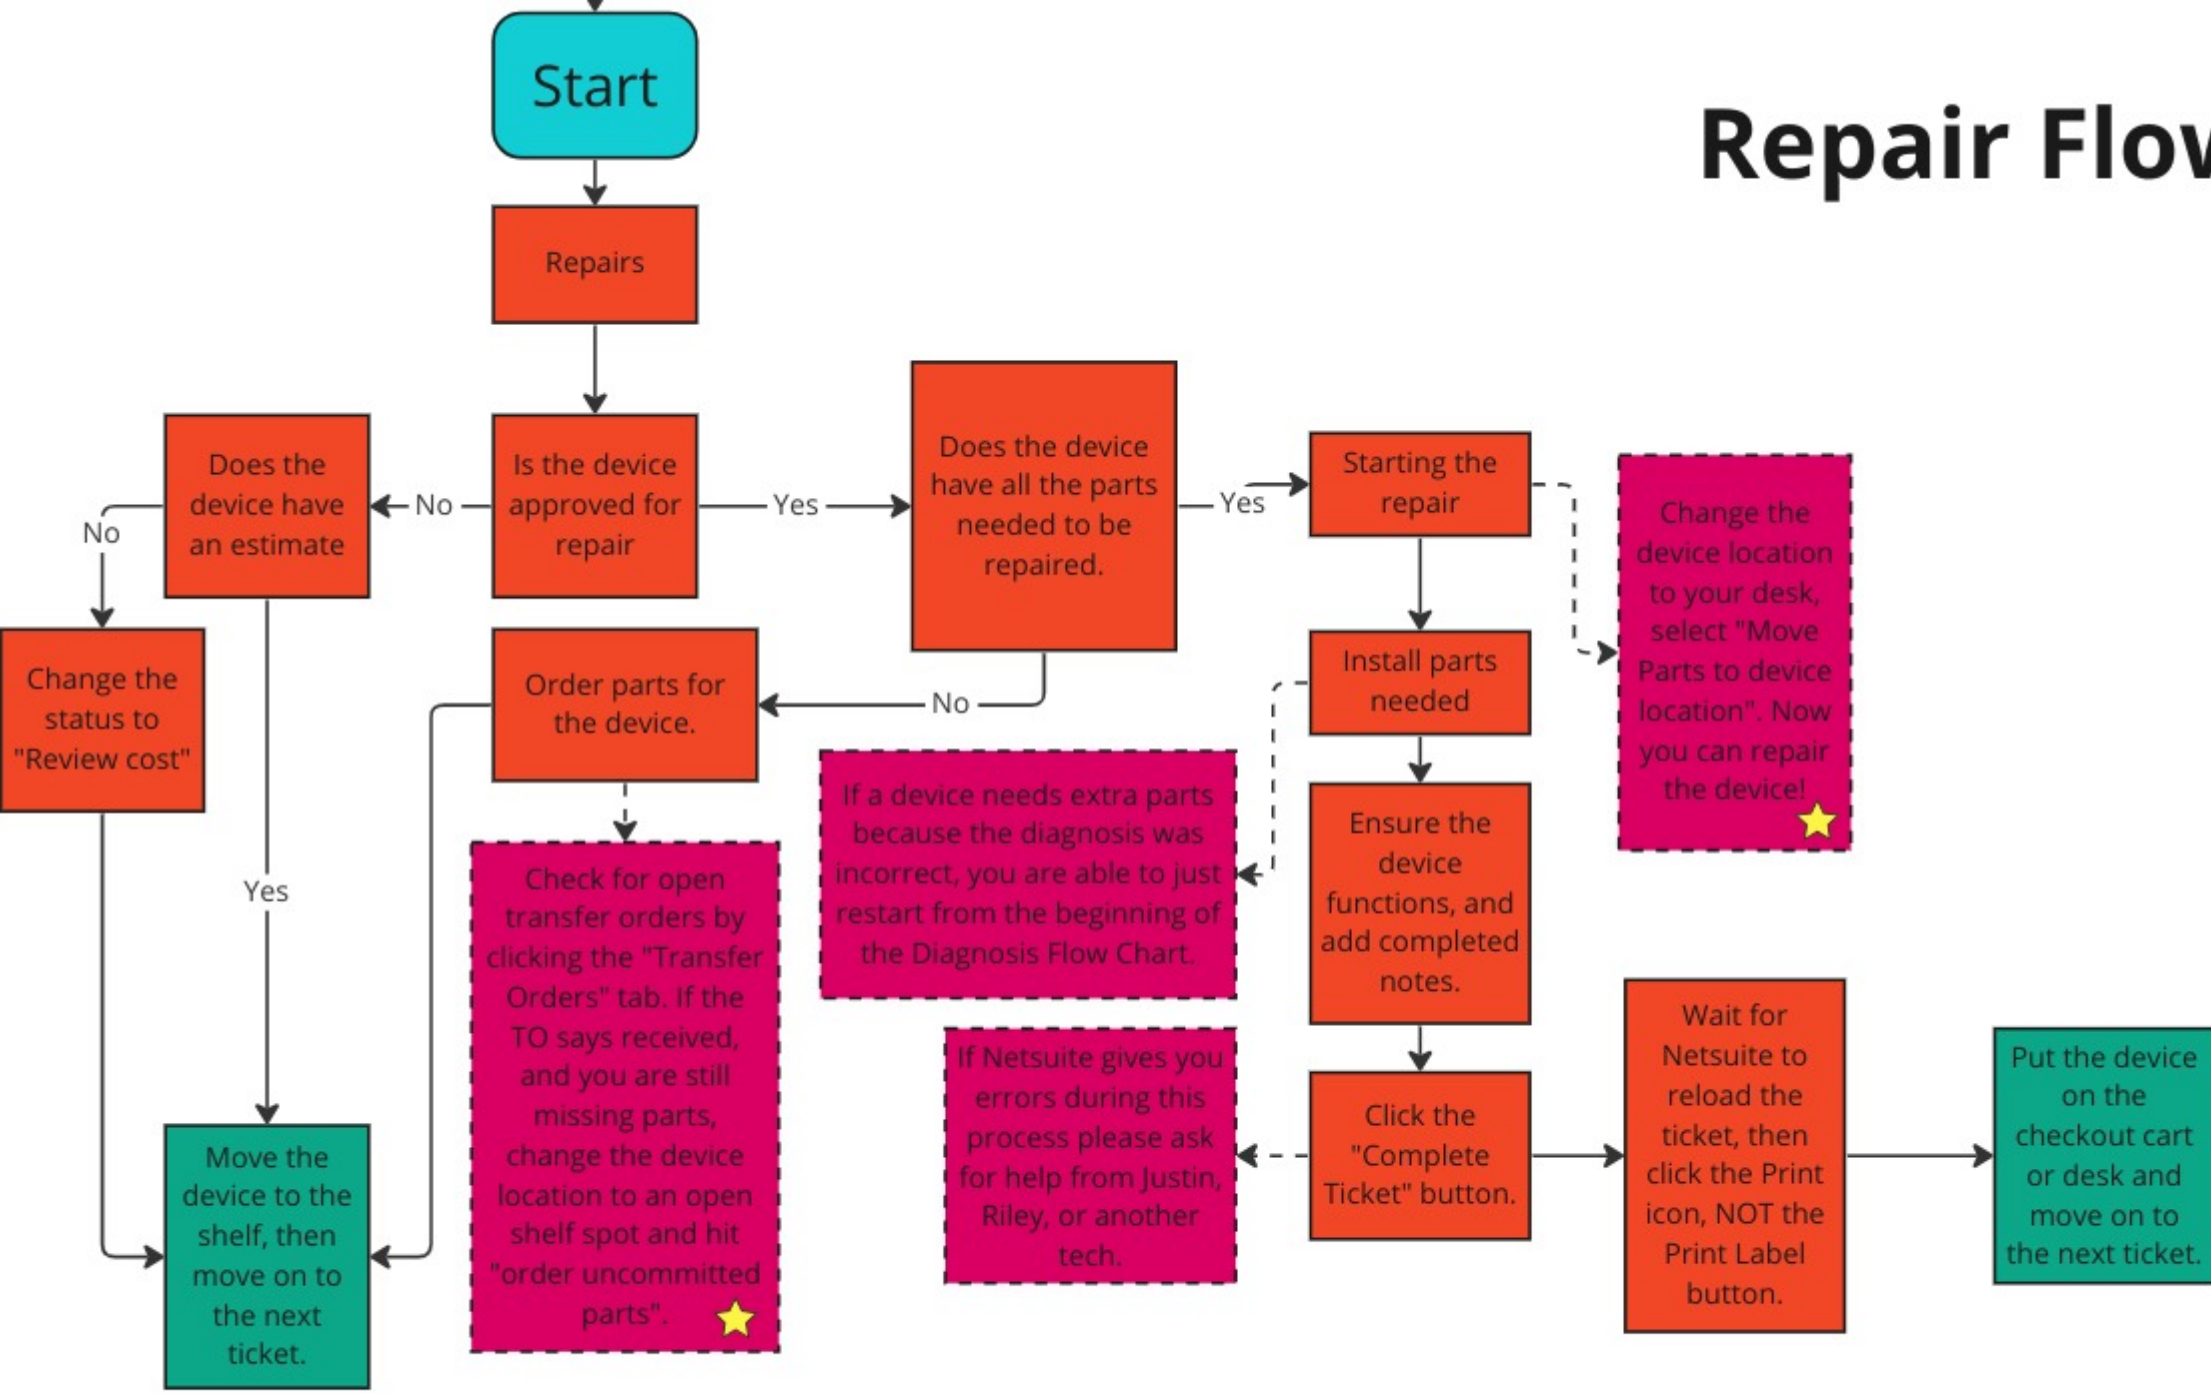 Start
Repair Flow
Repairs
Does the
device have
an estimate
No
Is the device
approved for
repair
Yes
Does the device
have all the parts
needed to be
repaired.
Yes
Starting the
repair
Change the
device location
to your desk,
select "Move
Parts to device
location". Now
you can repair
the device!
No
Change the
status to
"Review cost"
Order parts for
the device.
No
Install parts
needed
If a device needs extra parts
because the diagnosis was
incorrect, you are able to just
restart from the beginning of
the Diagnosis Flow Chart.
Ensure the
device
functions, and
add completed
notes.
Yes
Check for open
transfer orders by
clicking the "Transfer
Orders" tab. If the
TO says received,
and you are still
missing parts,
change the device
location to an open
shelf spot and hit
"order uncommitted
parts".
Move the
device to the
shelf, then
move on to
the next
ticket.
If Netsuite gives you
errors during this
process please ask
for help from Justin,
Riley, or another
tech.
Click the
"Complete
Ticket" button.
Wait for
Netsuite to
reload the
ticket, then
click the Print
icon, NOT the
Print Label
button.
Put the device
on the
checkout cart
or desk and
move on to
the next ticket.